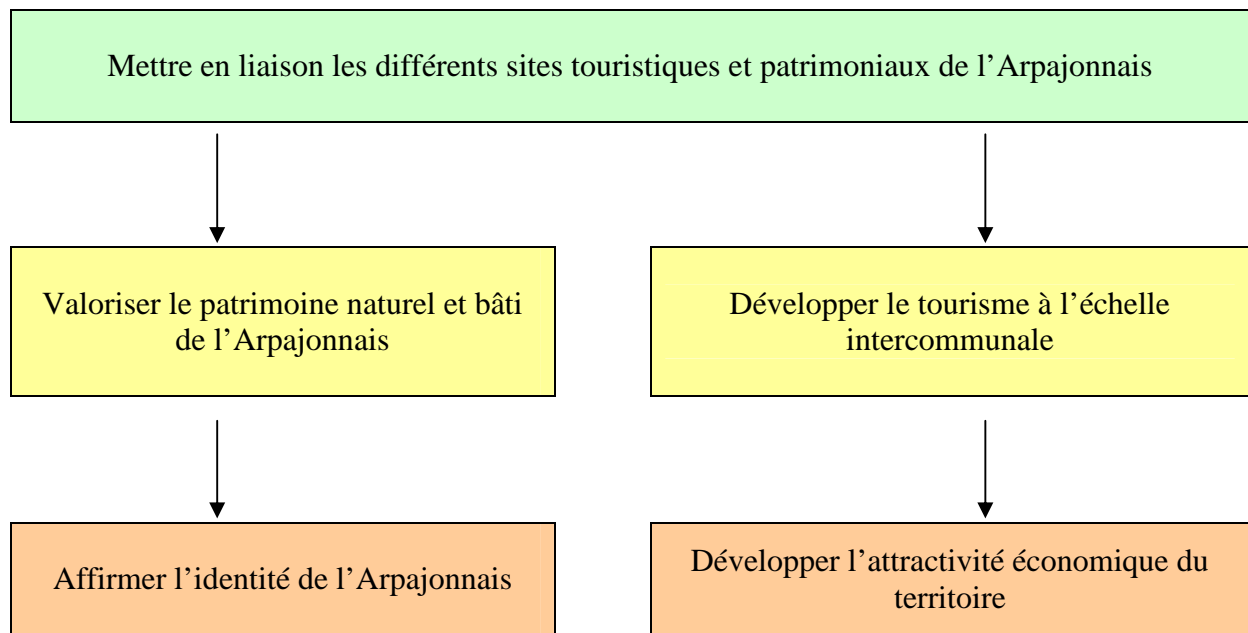 Mettre en liaison les différents sites touristiques et patrimoniaux de l’Arpajonnais
Valoriser le patrimoine naturel et bâti
de l’Arpajonnais
Développer le tourisme à l’échelle
intercommunale
Affirmer l’identité de l’Arpajonnais
Développer l’attractivité économique du
territoire